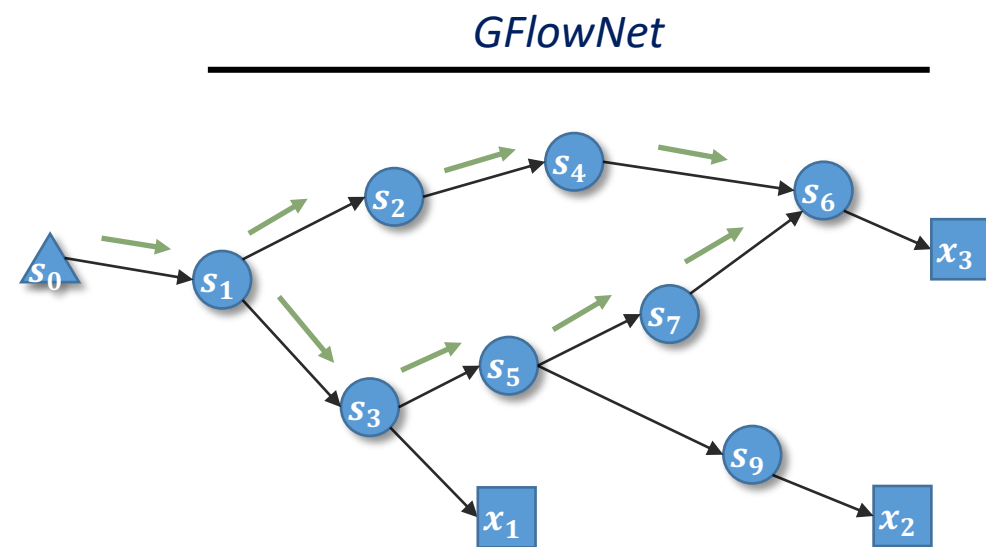 GFlowNet
s₀
s₁
s₂
s₄
s₆
x₃
s₃
s₅
s₇
s₉
x₁
x₂